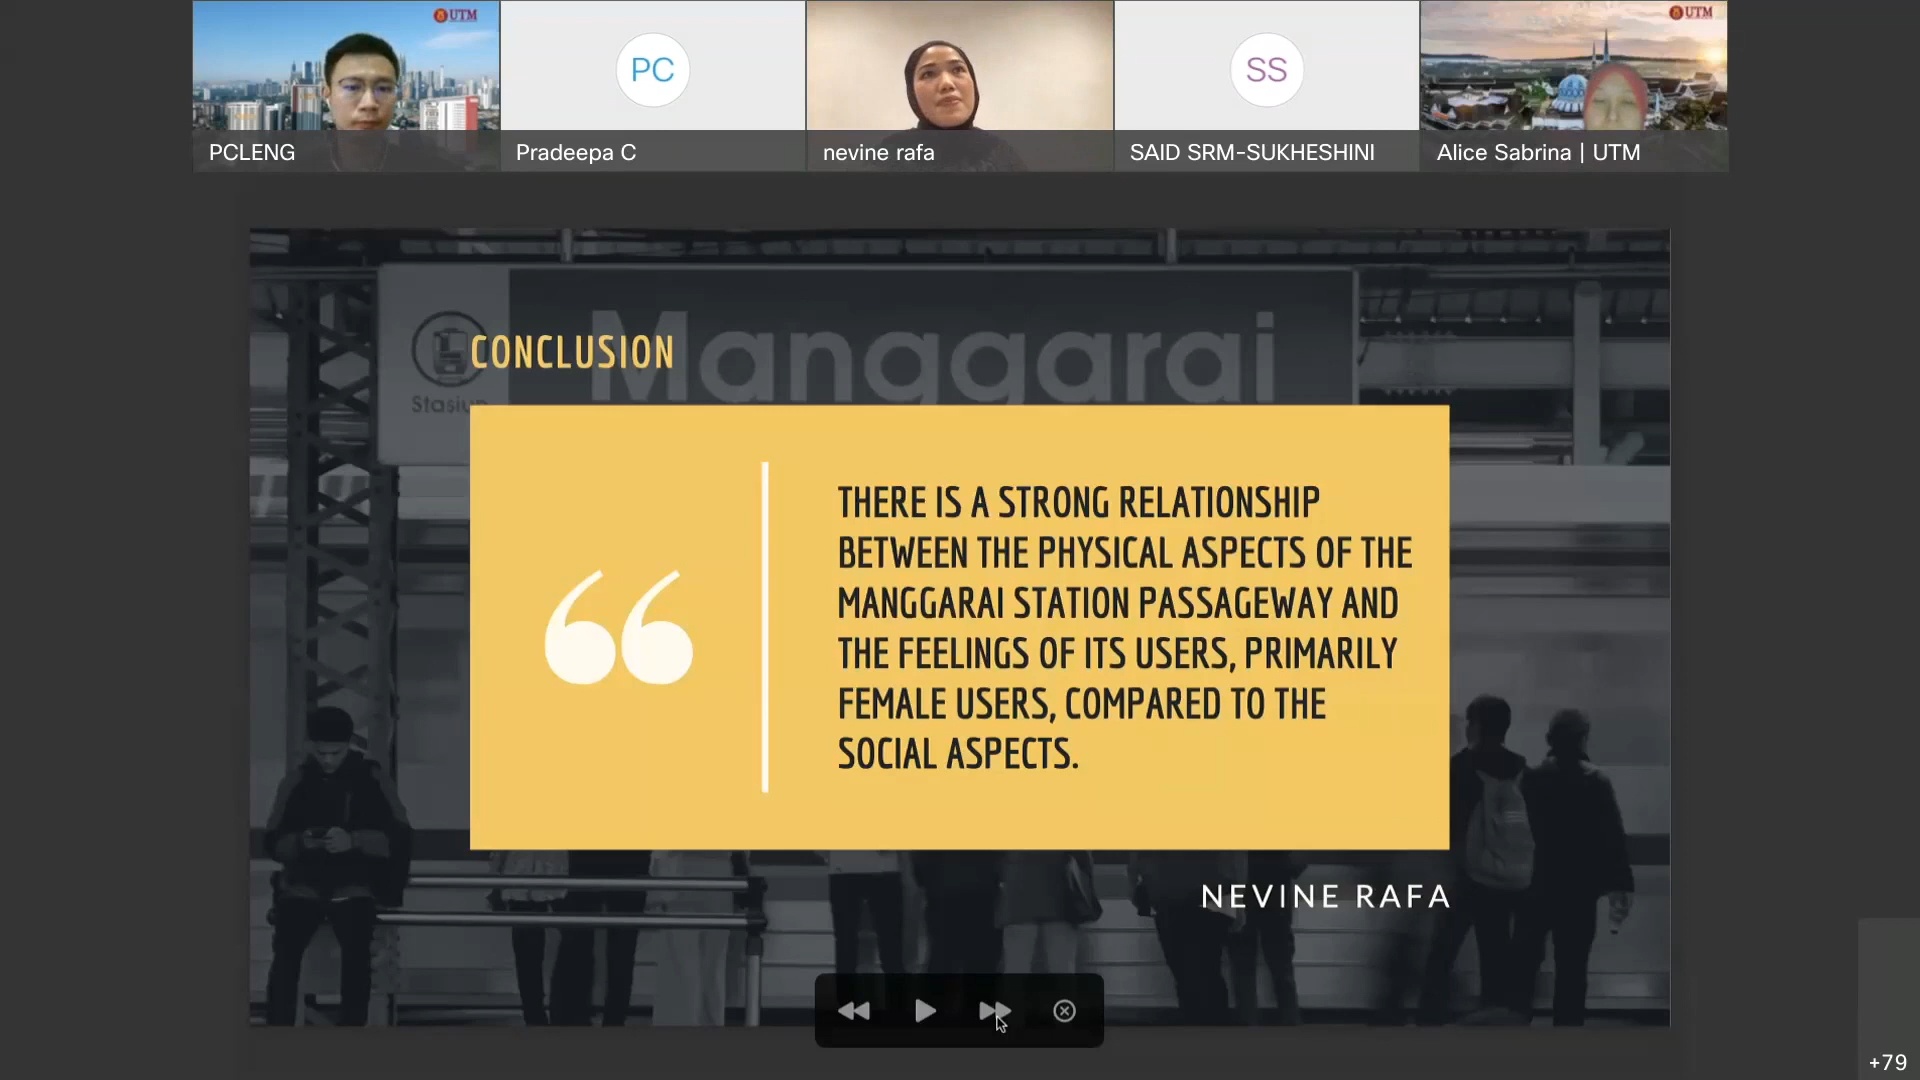 UTM
UTM
PC
SS
PCLENG
Pradeepa C
nevine rafa
SAID SRM-SUKHESHINI
Alice Sabrina | UTM
Manggarai
CONCLUSION
THERE IS A STRONG RELATIONSHIP
BETWEEN THE PHYSICAL ASPECTS OF THE
MANGGARAI STATION PASSAGEWAY AND
THE FEELINGS OF ITS USERS, PRIMARILY
FEMALE USERS, COMPARED TO THE
SOCIAL ASPECTS.
NEVINE RAFA
+79